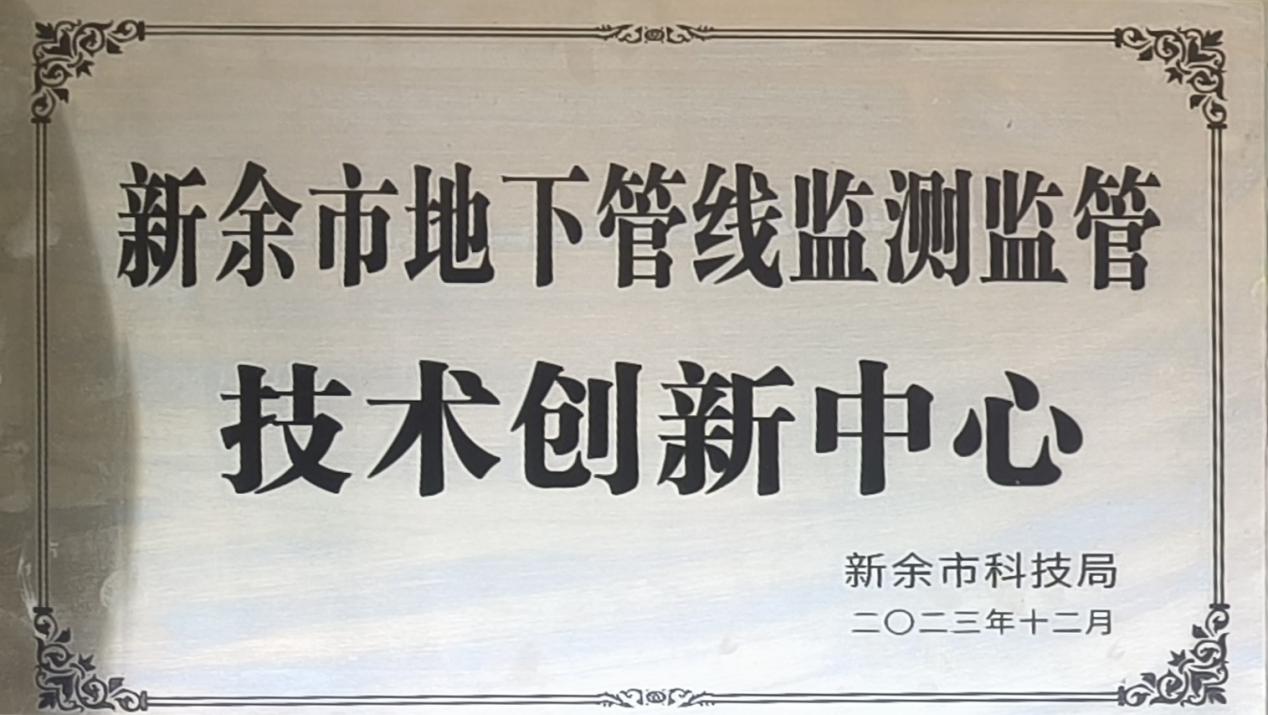 新余市地下管线监测监管
技术创新中心
新余市科技局
二〇二三年十二月